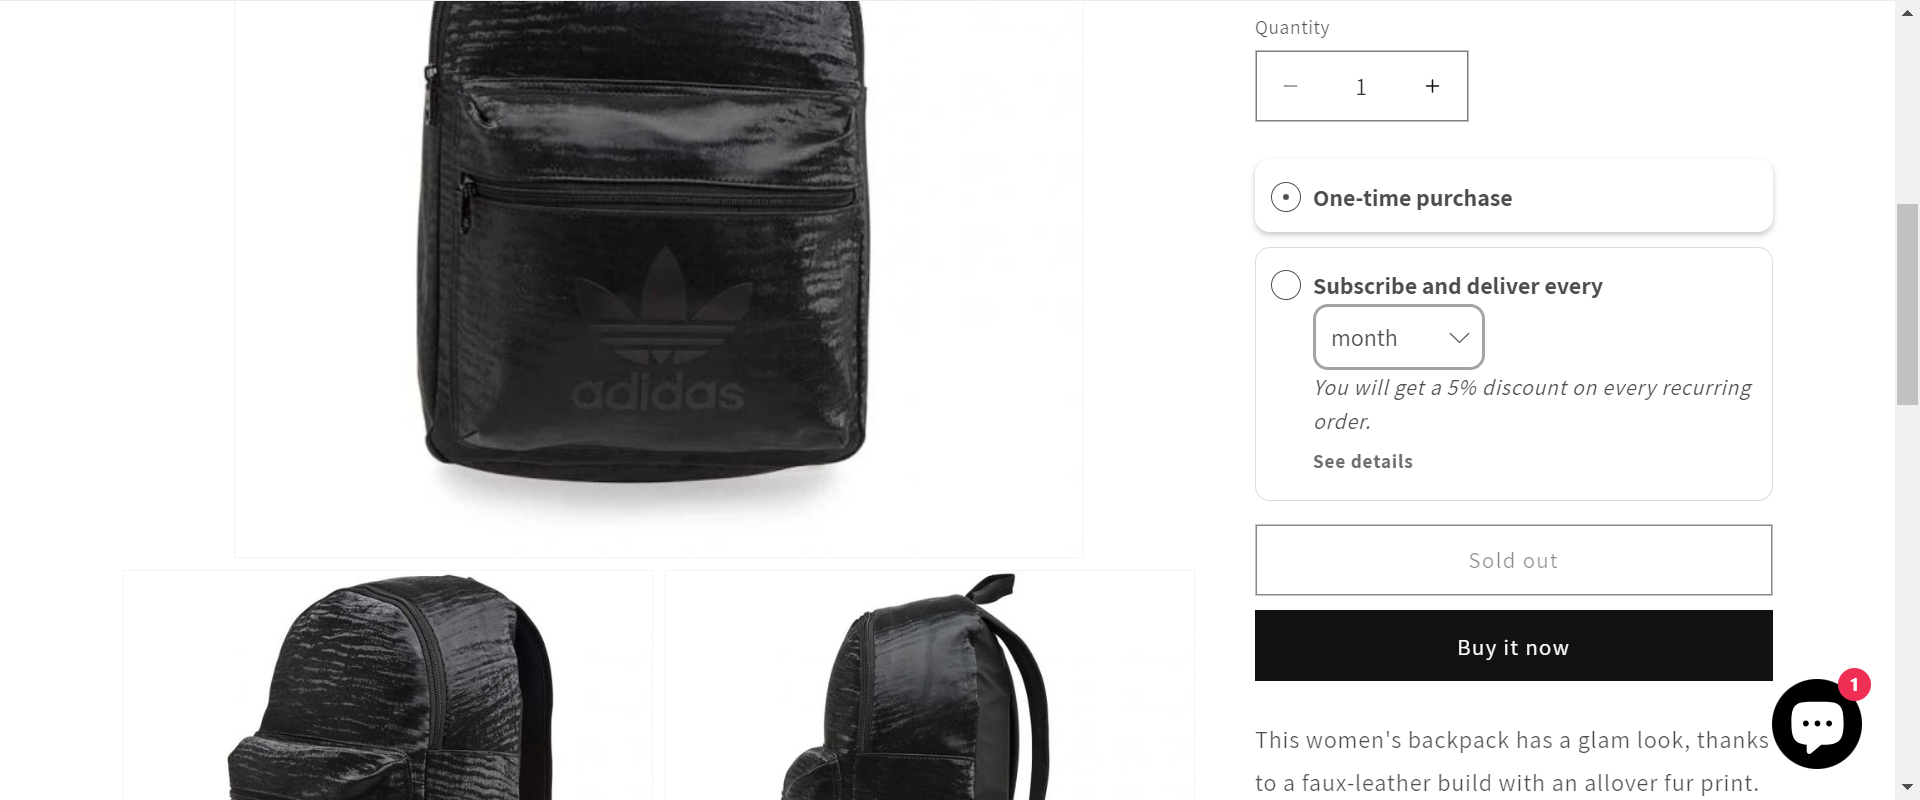 adidas
Quantity
1
One-time purchase
Subscribe and deliver every
month
You will get a 5% discount on every recurring
order.
See details
Sold out
Buy it now
1
This women's backpack has a glam look, thanks
to a faux-leather build with an allover fur print.